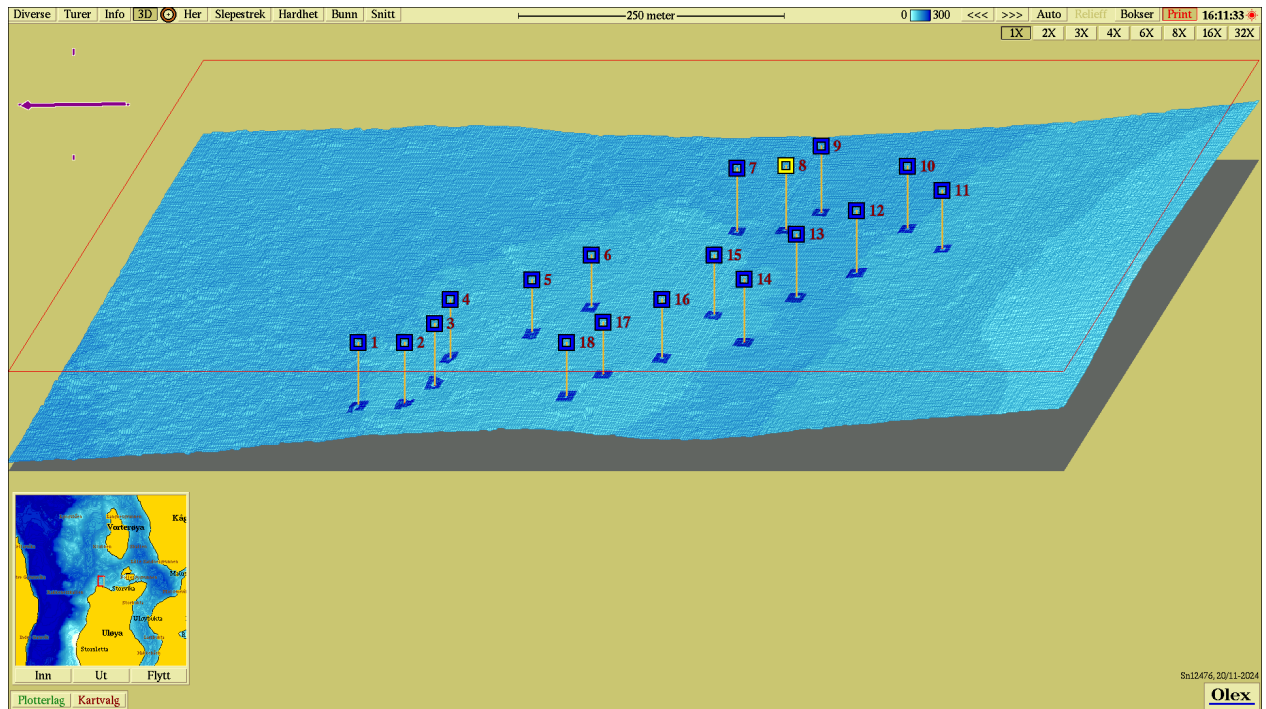 Diverse Turer Info 3D Her Slepestrek Hardhet Bunn Snitt 250 meter 0 300 <<< >>> Auto Relieff Bokser Print 16:11:33
1X 2X 3X 4X 6X 8X 16X 32X
9
7 8 10
11
12
13
6 15
5 14
4 16
3 17
1 2 18
Vorterøya
Storvika
Uløya
Storsletta
Inn Ut Flytt
Sn12476, 20/11-2024
Plotterlag Kartvalg
Olex